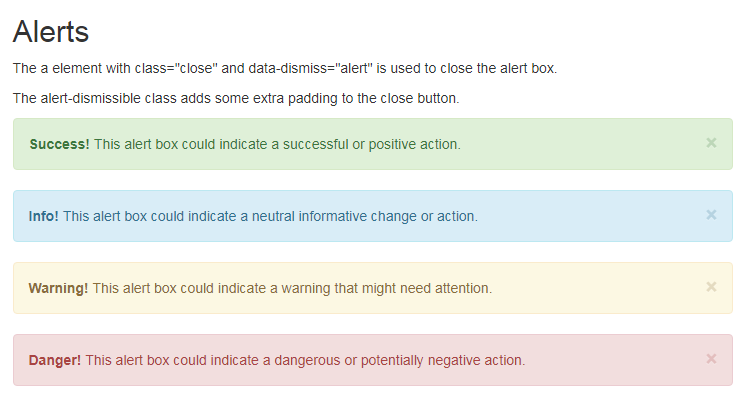 Alerts
The a element with class="close" and data-dismiss="alert" is used to close the alert box.
The alert-dismissible class adds some extra padding to the close button.
Success! This alert box could indicate a successful or positive action. ×
Info! This alert box could indicate a neutral informative change or action. ×
Warning! This alert box could indicate a warning that might need attention. ×
Danger! This alert box could indicate a dangerous or potentially negative action. ×